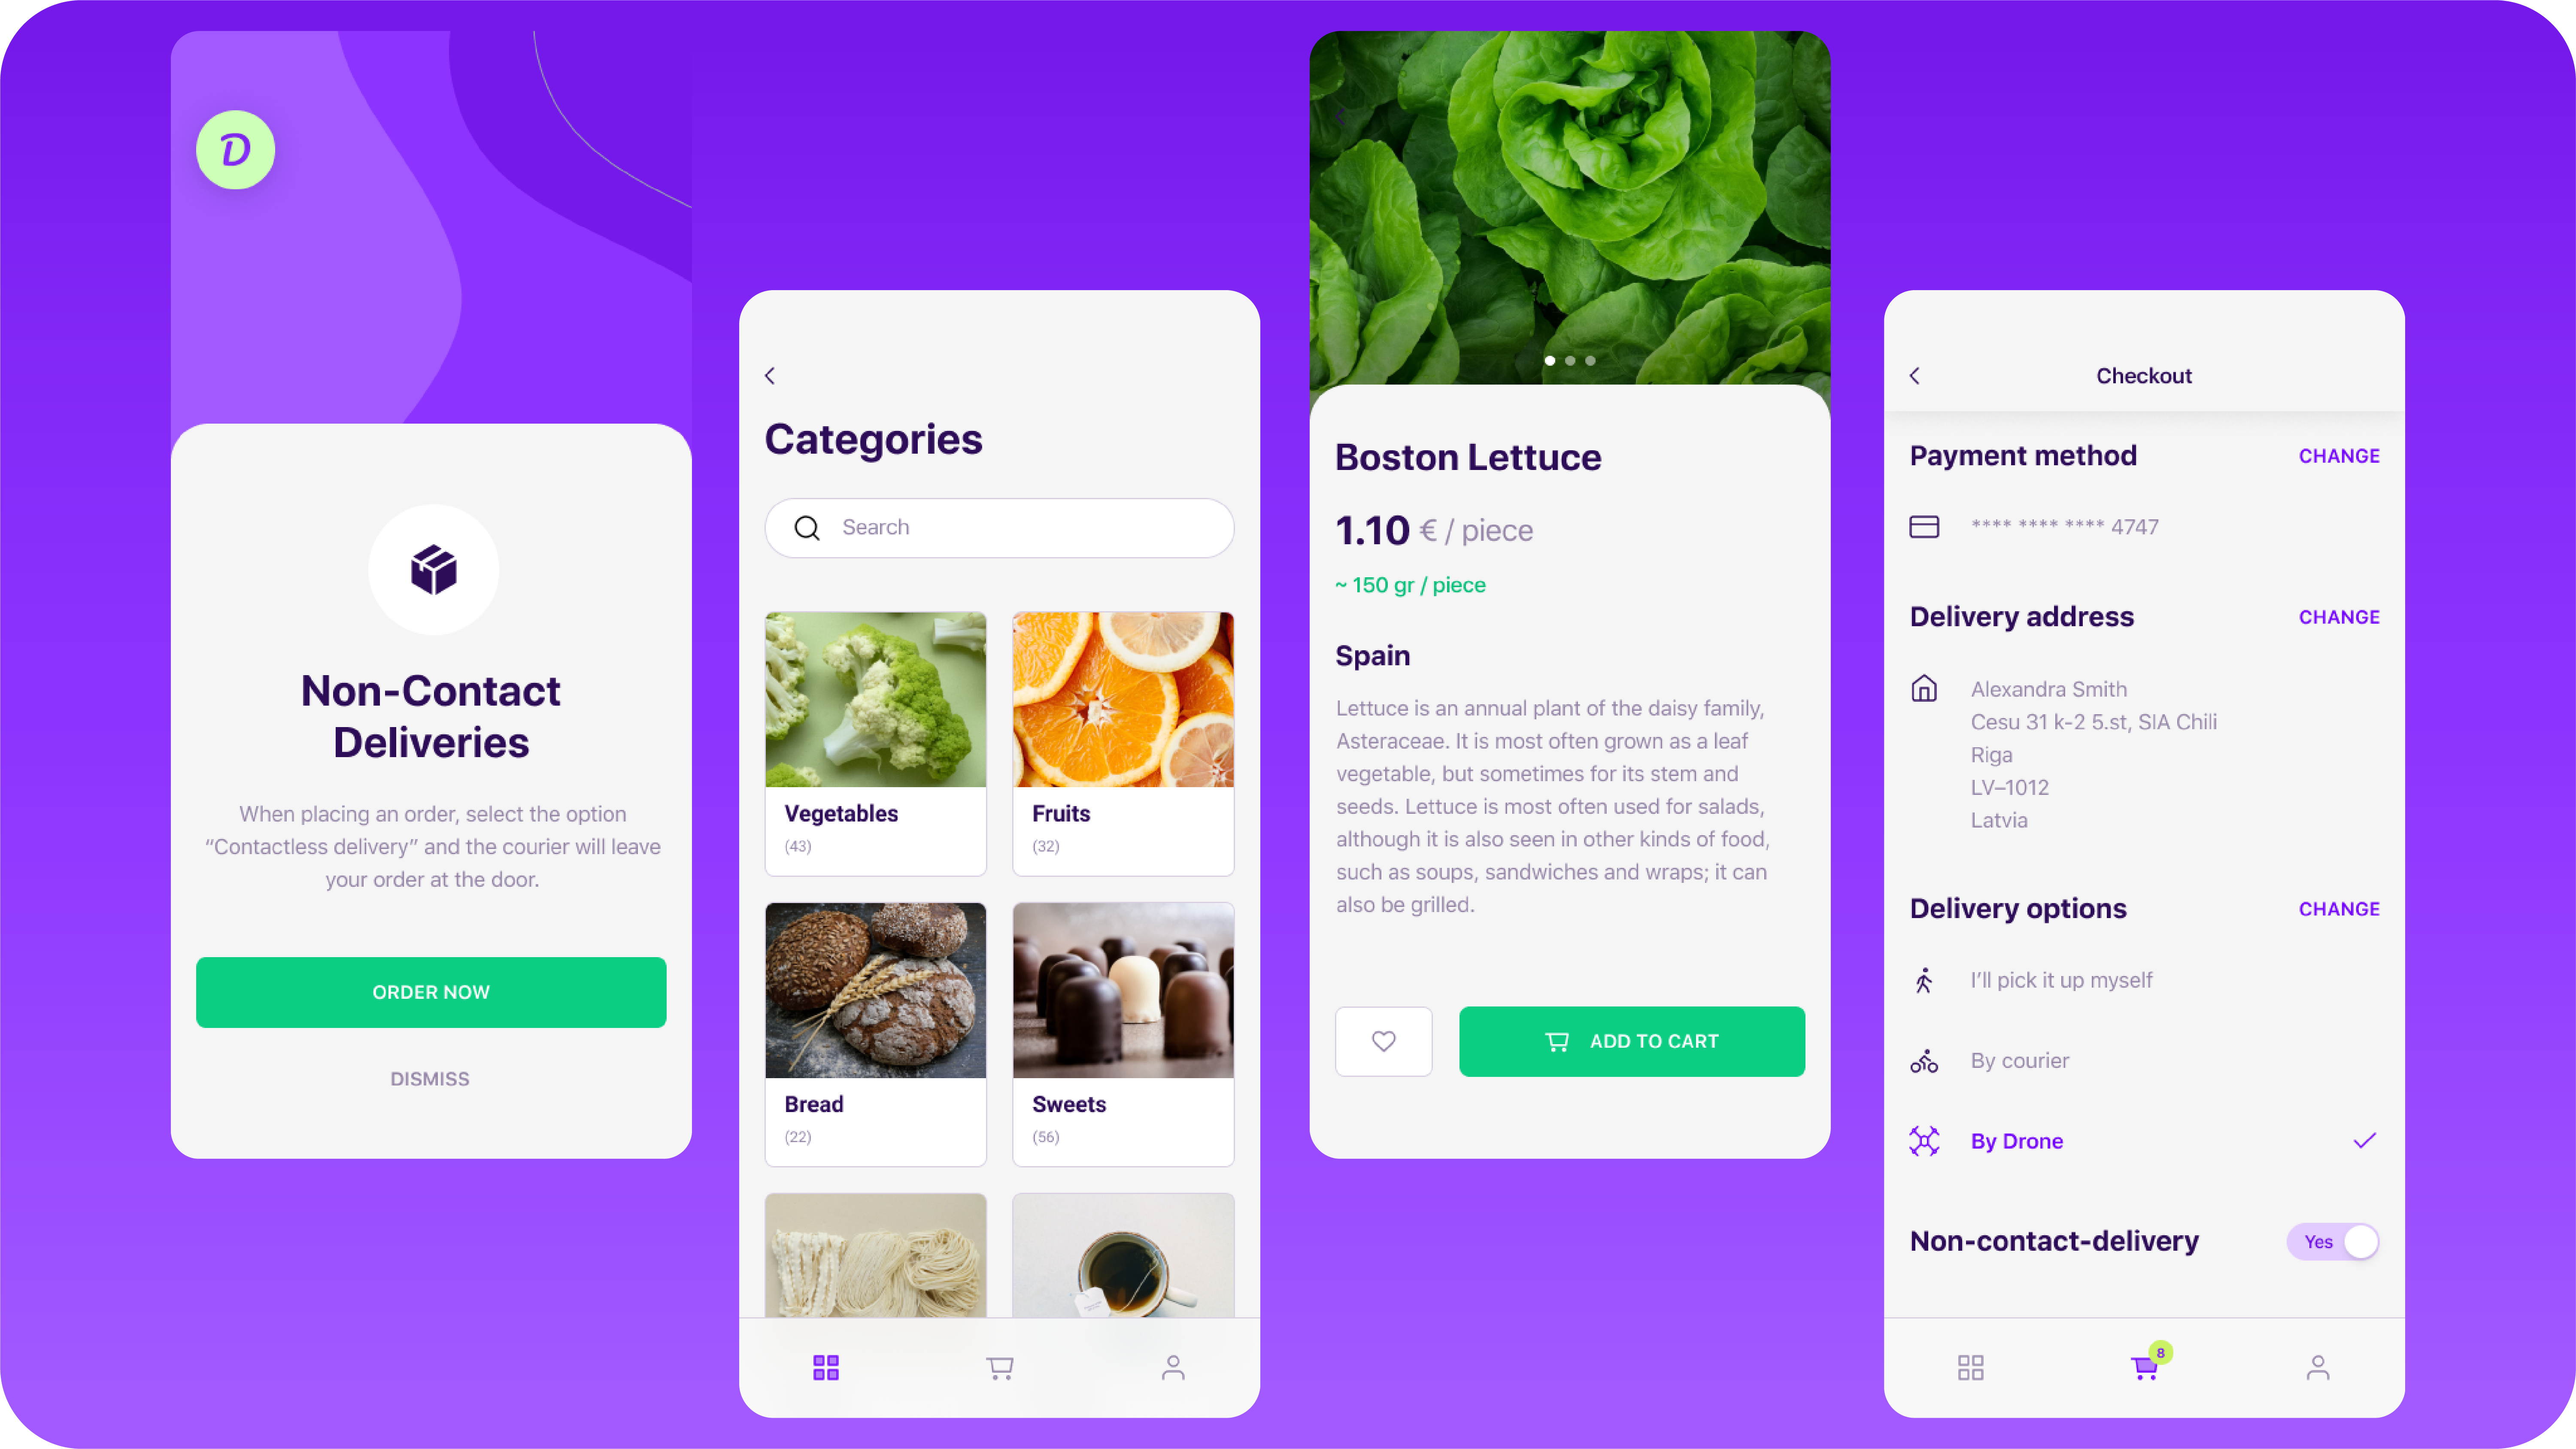 D
Non-Contact
Deliveries
When placing an order, select the option
“Contactless delivery” and the courier will leave
your order at the door.
ORDER NOW
DISMISS
Categories
Search
Vegetables
(43)
Fruits
(32)
Bread
(22)
Sweets
(56)
Boston Lettuce
1.10 € / piece
~ 150 gr / piece
Spain
Lettuce is an annual plant of the daisy family,
Asteraceae. It is most often grown as a leaf
vegetable, but sometimes for its stem and
seeds. Lettuce is most often used for salads,
although it is also seen in other kinds of food,
such as soups, sandwiches and wraps; it can
also be grilled.
ADD TO CART
Checkout
Payment method CHANGE
**** **** **** 4747
Delivery address CHANGE
Alexandra Smith
Cesu 31 k-2 5.st, SIA Chili
Riga
LV–1012
Latvia
Delivery options CHANGE
I’ll pick it up myself
By courier
By Drone
Non-contact-delivery Yes
8